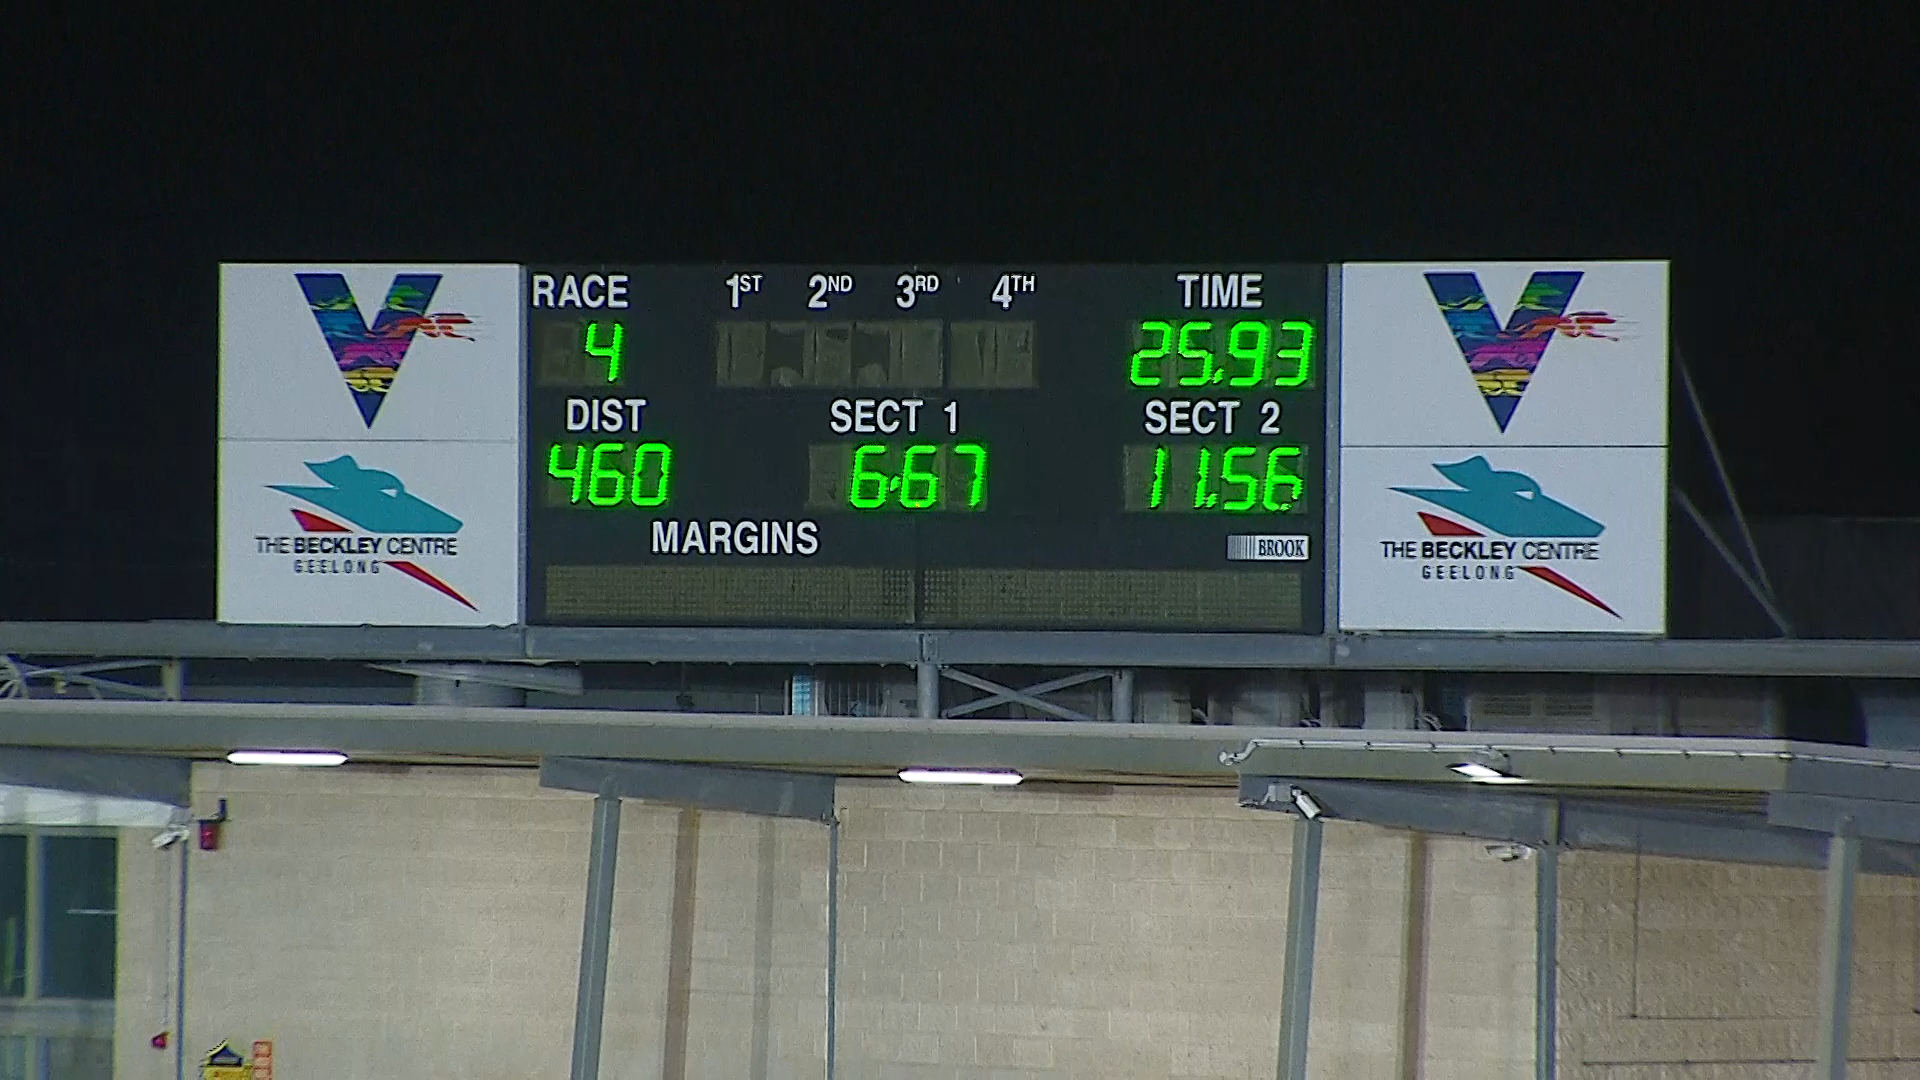 RACE 1ST 2ND 3RD 4TH TIME
4 25.93
DIST SECT 1 SECT 2
460 6.67 11.56
MARGINS
BROOK
THE BECKLEY CENTRE
GEELONG
THE BECKLEY CENTRE
GEELONG